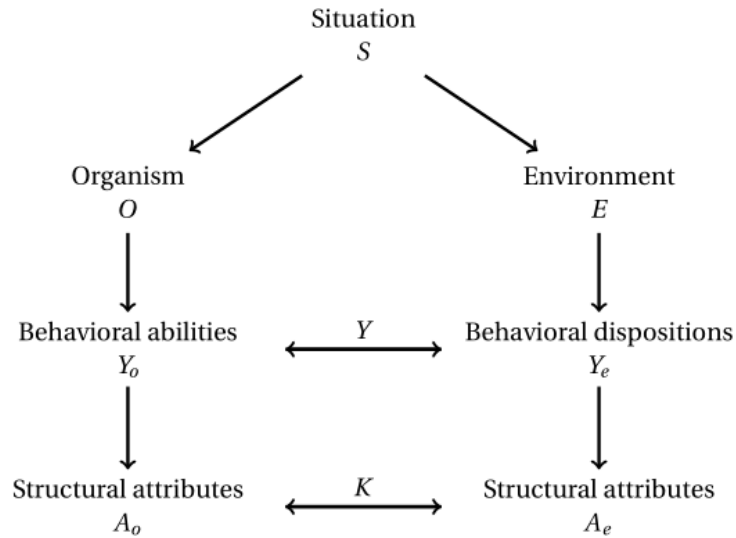 Situation
S
Organism
Environment
O
E
Behavioral abilities
Y
Behavioral dispositions
Yₒ
Yₑ
Structural attributes
K
Structural attributes
Aₒ
Aₑ